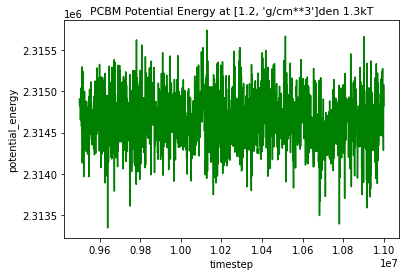 PCBM Potential Energy at [1.2, 'g/cm**3']den 1.3kT
1e6
2.3155
2.3150
2.3145
2.3140
2.3135
potential_energy
0.96 0.98 1.00 1.02 1.04 1.06 1.08 1.10
timestep
1e7